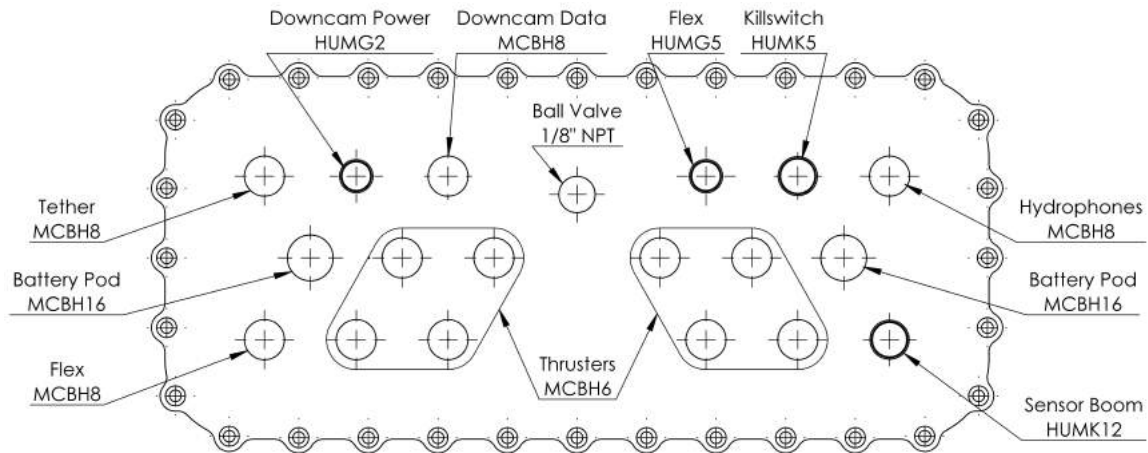 Downcam Power
HUMG2
Downcam Data
MCBH8
Flex
HUMG5
Killswitch
HUMK5
Ball Valve
1/8" NPT
Tether
MCBH8
Hydrophones
MCBH8
Battery Pod
MCBH16
Battery Pod
MCBH16
Flex
MCBH8
Thrusters
MCBH6
Sensor Boom
HUMK12